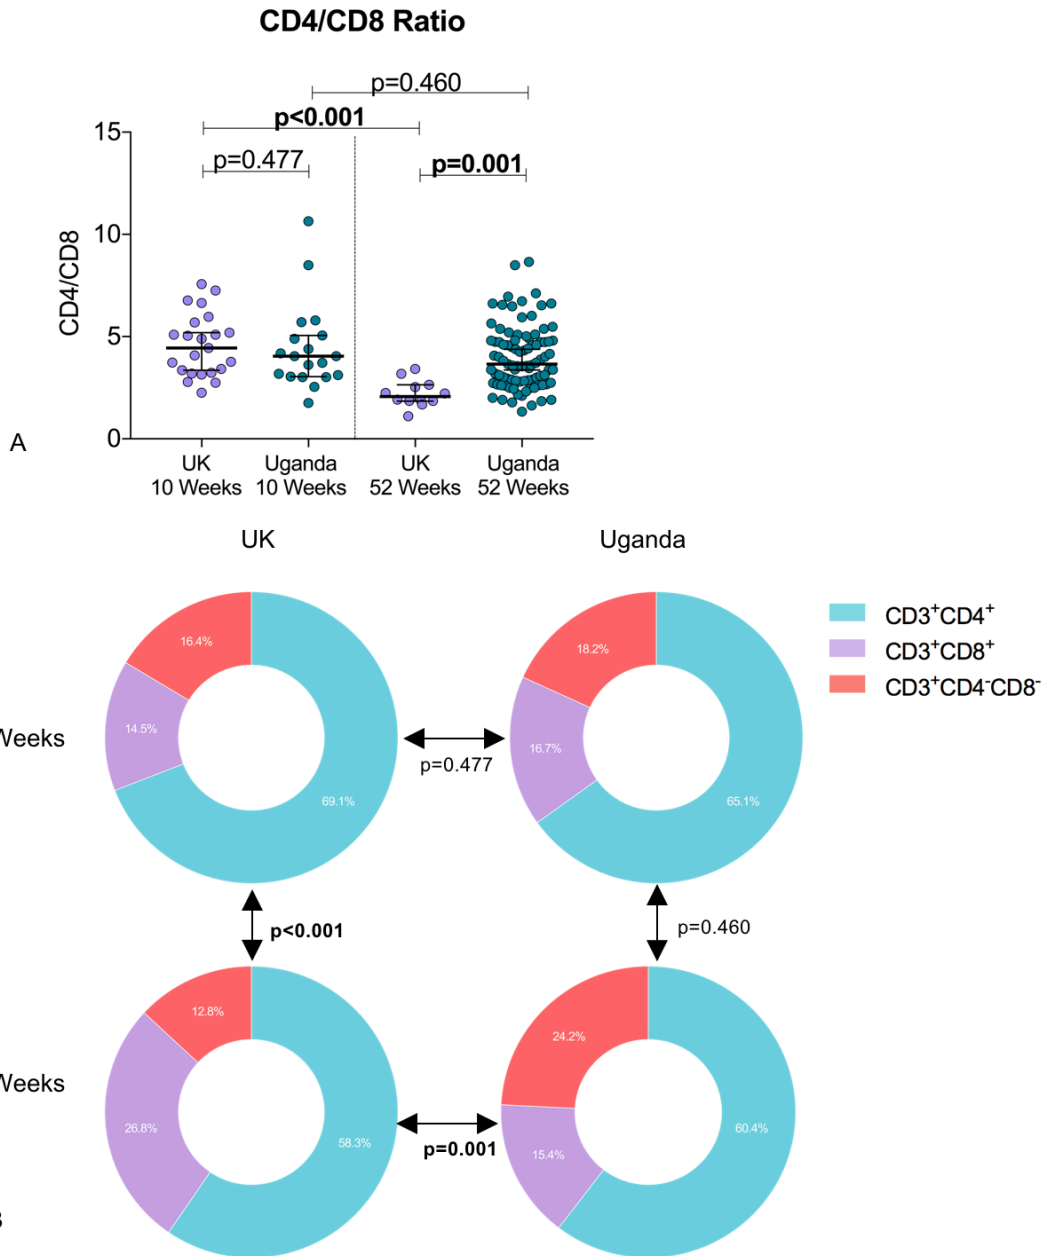 CD4/CD8 Ratio
p=0.460
p<0.001
p=0.477
p=0.001
15
10
5
0
CD4/CD8
A
UK
10 Weeks
Uganda
10 Weeks
UK
52 Weeks
Uganda
52 Weeks
UK
Uganda
CD3⁺CD4⁺
CD3⁺CD8⁺
CD3⁺CD4⁻CD8⁻
16.4%
14.5%
69.1%
18.2%
16.7%
65.1%
Weeks
p=0.477
p<0.001
p=0.460
12.8%
26.8%
58.3%
24.2%
15.4%
60.4%
Weeks
p=0.001